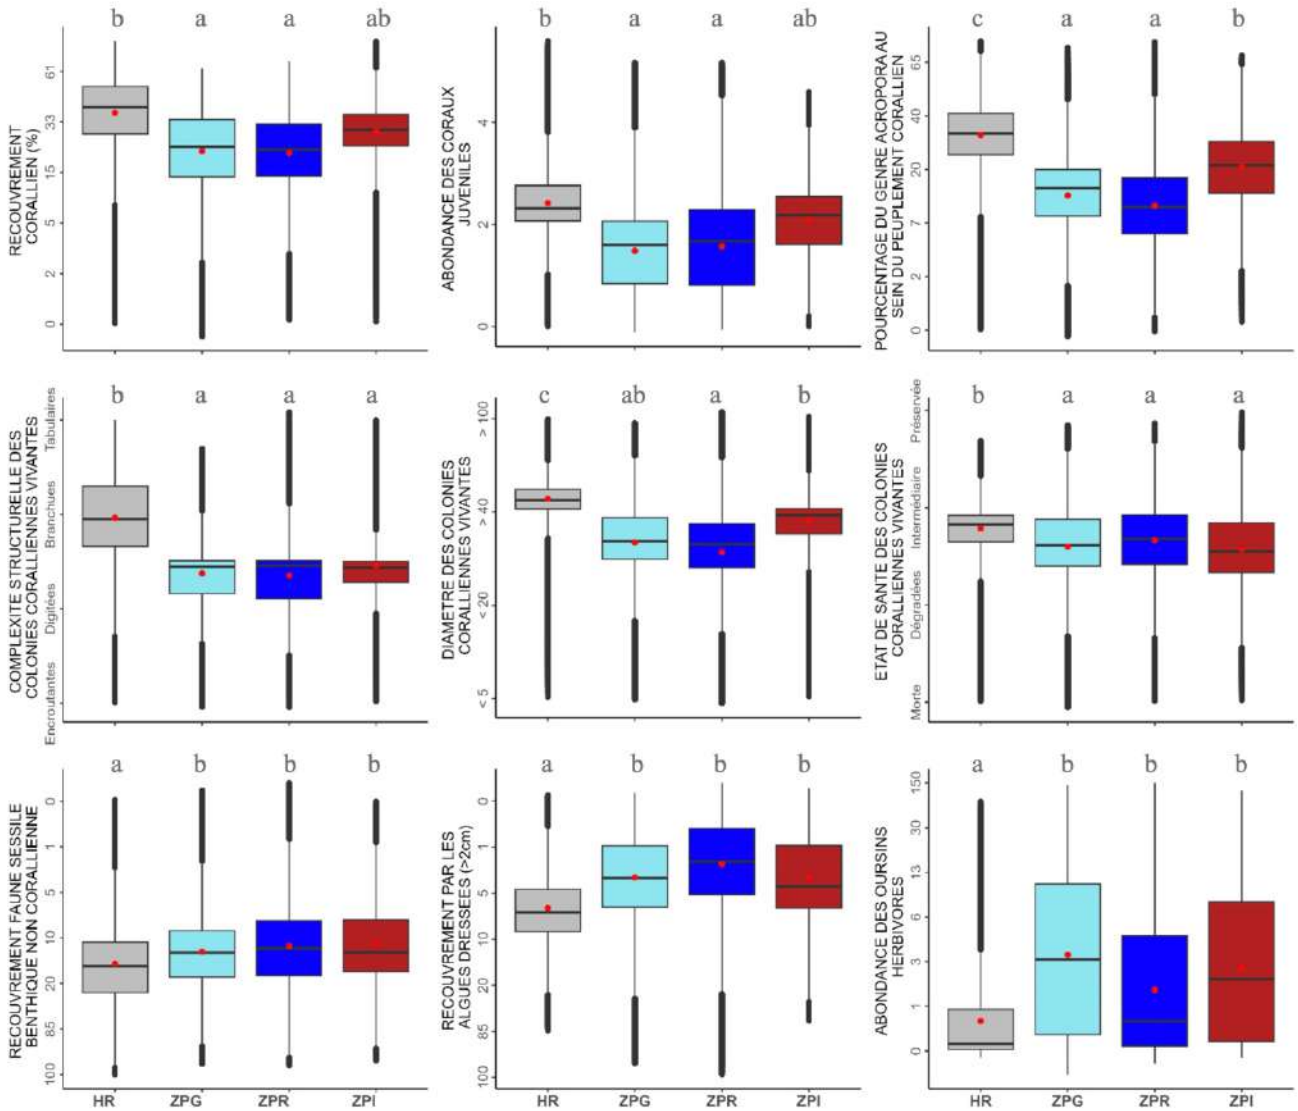 b a a ab
RECOUVREMENT
CORALLIEN (%)
61
33
15
5
2
0
b a a ab
ABONDANCE DES CORAUX
JUVENILES
4
2
0
c a a b
POURCENTAGE DU GENRE ACROPORA AU
SEIN DU PEUPLEMENT CORALLIEN
65
40
20
7
2
0
b a a a
COMPLEXITE STRUCTURELLE DES
COLONIES CORALLIENNES VIVANTES
Tabulaires
Branchues
Digitées
Encroutantes
c ab a b
DIAMETRE DES COLONIES
CORALLIENNES VIVANTES
> 100
> 40
< 20
< 5
b a a a
ETAT DE SANTE DES COLONIES
CORALLIENNES VIVANTES
Préservée
Intermédiaire
Dégradées
Morte
a b b b
RECOUVREMENT FAUNE SESSILE
BENTHIQUE NON CORALLIENNE
0
1
5
10
20
85
100
HR ZPG ZPR ZPI
a b b b
RECOUVREMENT PAR LES
ALGUES DRESSEES (>2cm)
0
1
5
10
20
85
100
HR ZPG ZPR ZPI
a b b b
ABONDANCE DES OURSINS
HERBIVORES
150
30
13
6
3
1
0
HR ZPG ZPR ZPI